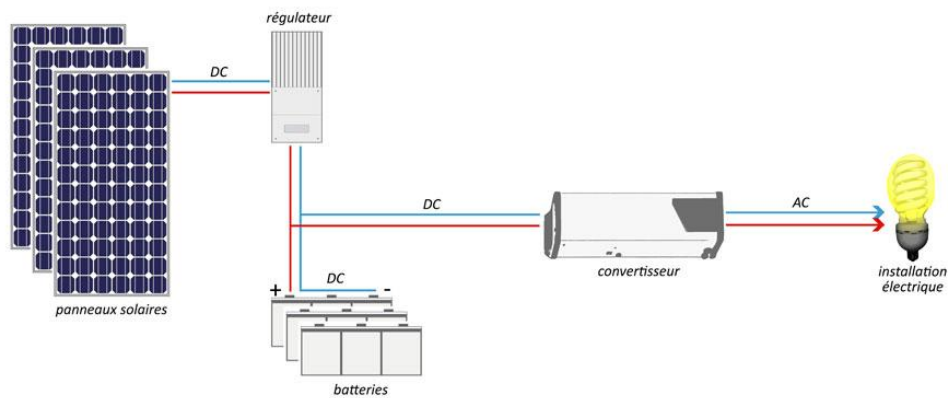 régulateur
DC
DC
AC
convertisseur
installation
électrique
+
DC
-
panneaux solaires
batteries